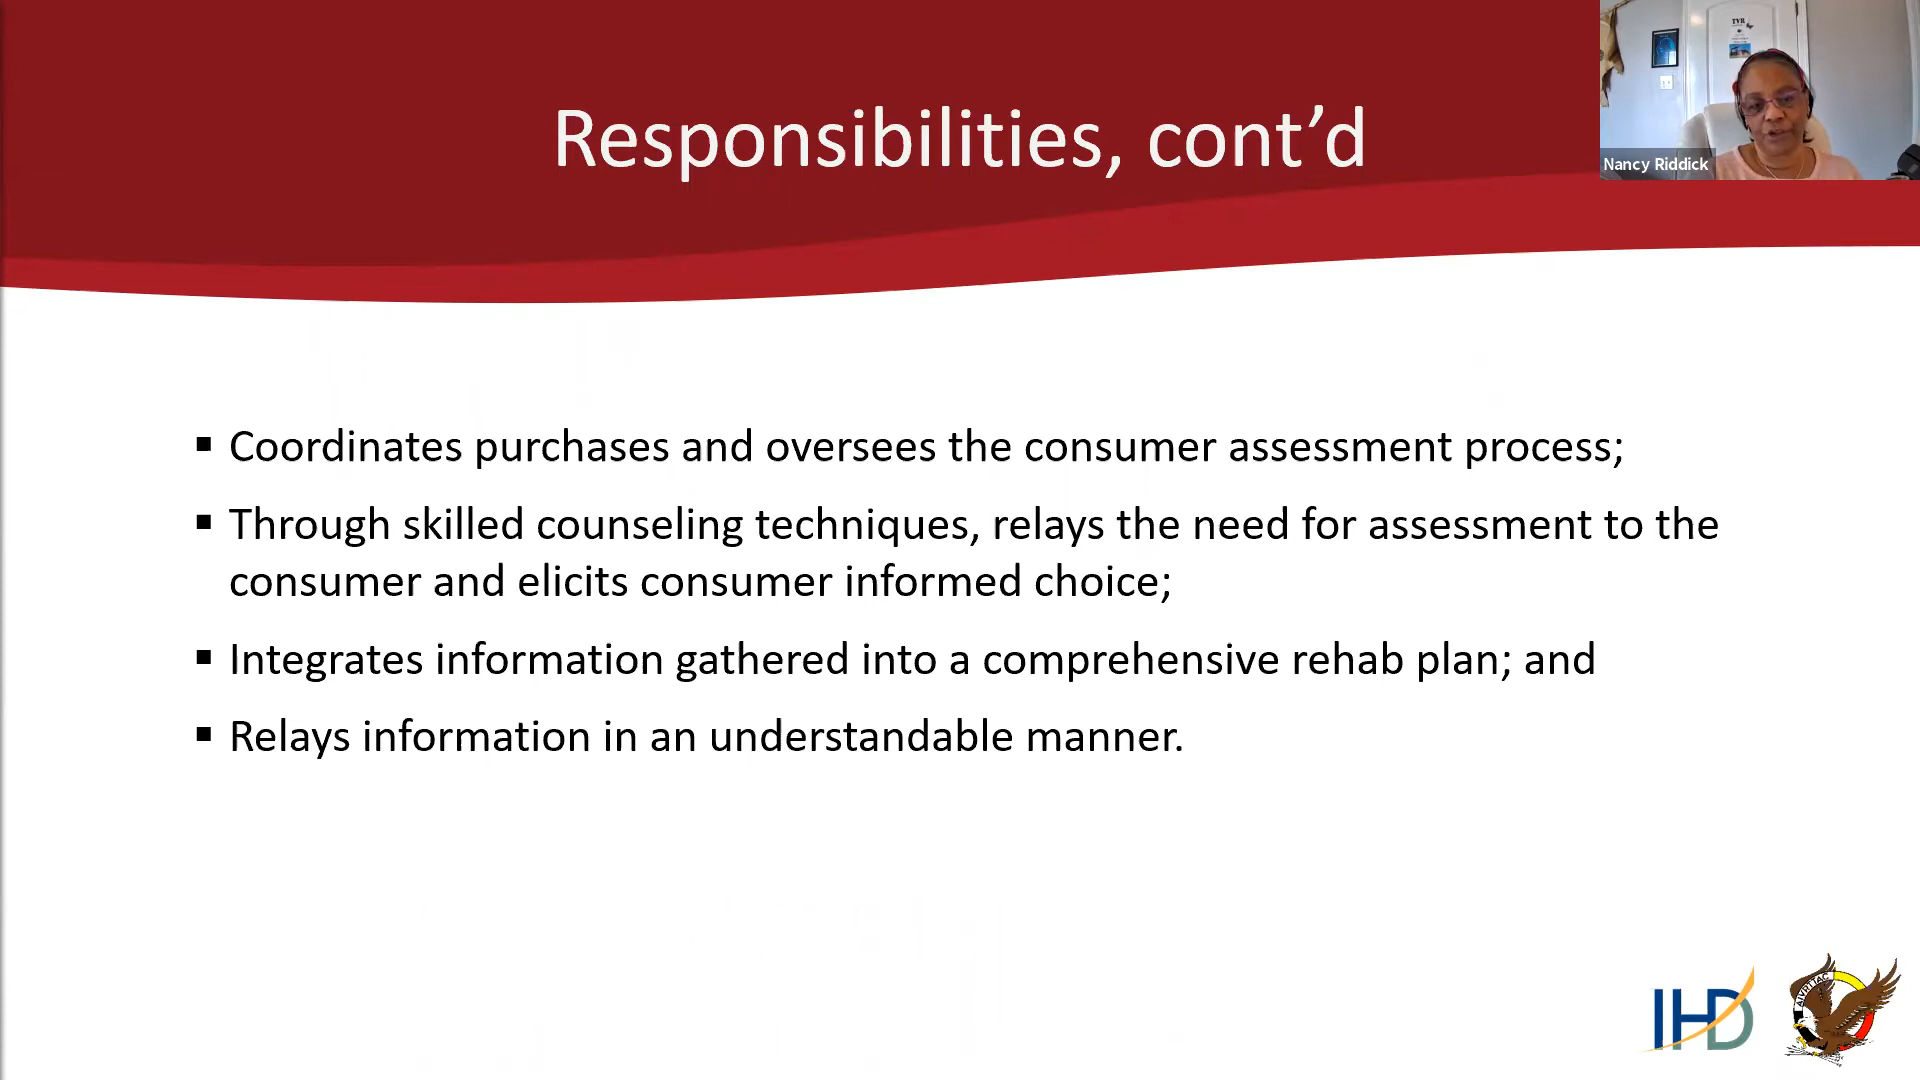 Responsibilities, cont’d
TVR
Nancy Riddick
▪ Coordinates purchases and oversees the consumer assessment process;
▪ Through skilled counseling techniques, relays the need for assessment to the
consumer and elicits consumer informed choice;
▪ Integrates information gathered into a comprehensive rehab plan; and
▪ Relays information in an understandable manner.
IHD
AIVRTTAC